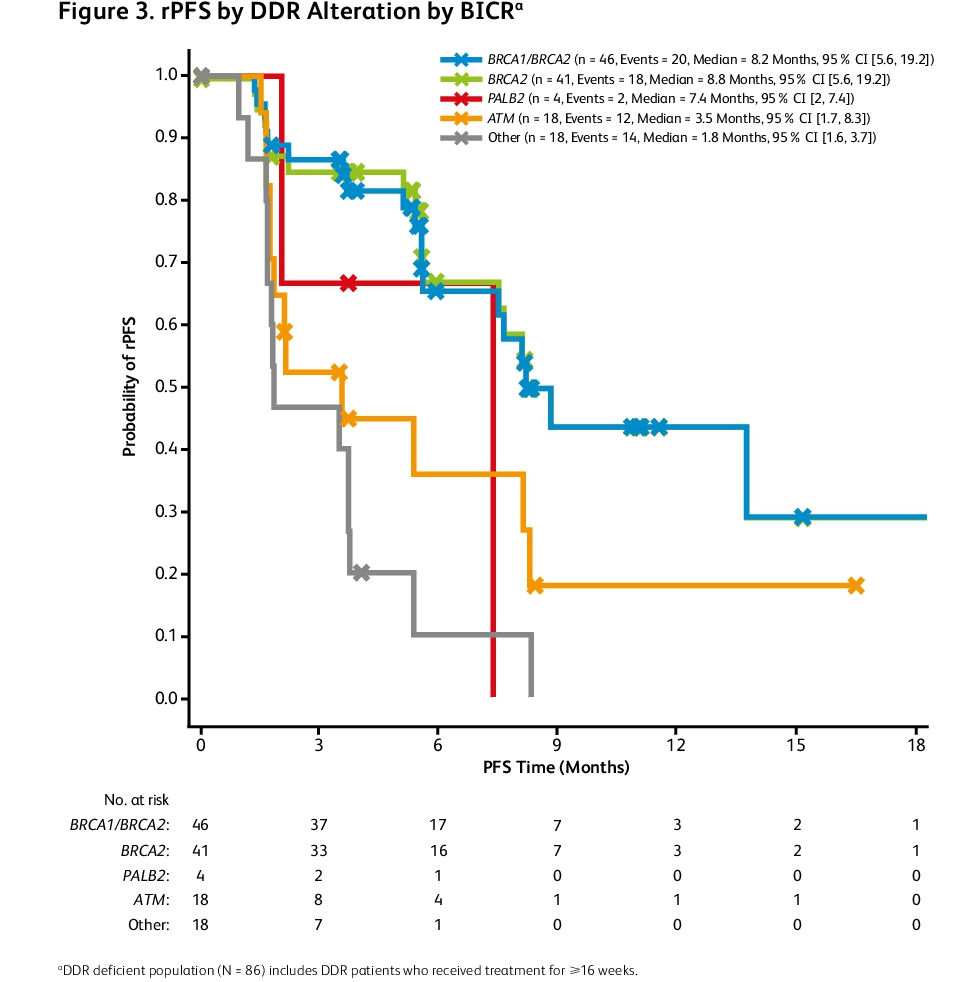 Figure 3. rPFS by DDR Alteration by BICRᵃ
BRCA1/BRCA2 (n = 46, Events = 20, Median = 8.2 Months, 95 % CI [5.6, 19.2])
BRCA2 (n = 41, Events = 18, Median = 8.8 Months, 95 % CI [5.6, 19.2])
PALB2 (n = 4, Events = 2, Median = 7.4 Months, 95 % CI [2, 7.4])
ATM (n = 18, Events = 12, Median = 3.5 Months, 95 % CI [1.7, 8.3])
Other (n = 18, Events = 14, Median = 1.8 Months, 95 % CI [1.6, 3.7])
Probability of rPFS
1.0
0.9
0.8
0.7
0.6
0.5
0.4
0.3
0.2
0.1
0.0
0 3 6 9 12 15 18
PFS Time (Months)
No. at risk
BRCA1/BRCA2: 46 37 17 7 3 2 1
BRCA2: 41 33 16 7 3 2 1
PALB2: 4 2 1 0 0 0 0
ATM: 18 8 4 1 1 1 0
Other: 18 7 1 0 0 0 0
ᵃDDR deficient population (N = 86) includes DDR patients who received treatment for ⩾16 weeks.